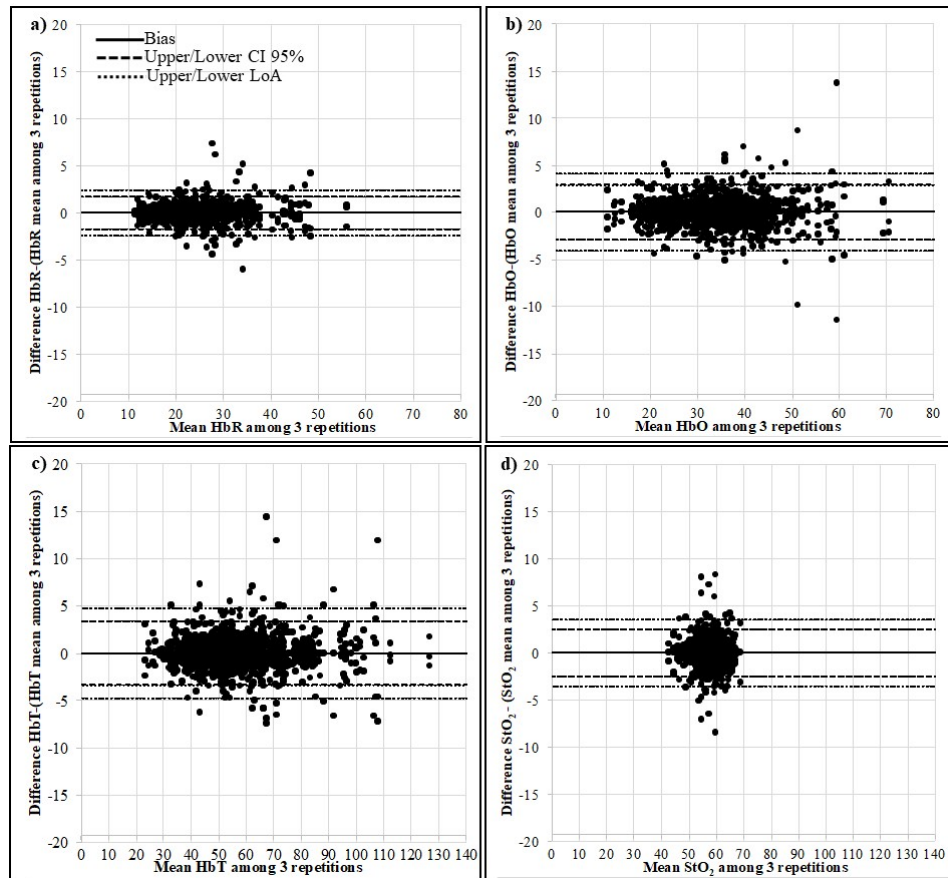 a)
Bias
Upper/Lower CI 95%
Upper/Lower LoA
Difference HbR-(HbR mean among 3 repetitions)
20
15
10
5
0
-5
-10
-15
-20
0 10 20 30 40 50 60 70 80
Mean HbR among 3 repetitions
b)
Difference HbO-(HbO mean among 3 repetitions)
20
15
10
5
0
-5
-10
-15
-20
0 10 20 30 40 50 60 70 80
Mean HbO among 3 repetitions
c)
Difference HbT-(HbT mean among 3 repetitions)
20
15
10
5
0
-5
-10
-15
-20
0 10 20 30 40 50 60 70 80 90 100 110 120 130 140
Mean HbT among 3 repetitions
d)
Difference StO₂- (StO₂ mean among 3 repetitions)
20
15
10
5
0
-5
-10
-15
-20
0 10 20 30 40 50 60 70 80 90 100 110 120 130 140
Mean StO₂ among 3 repetitions